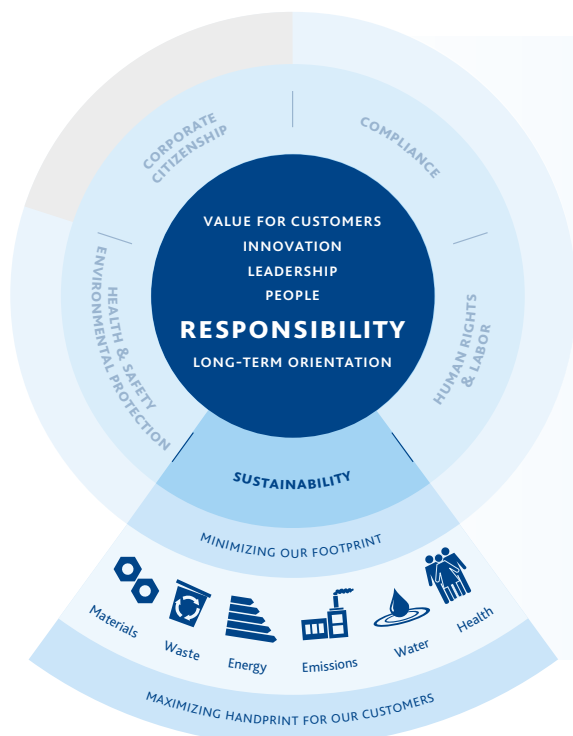 CORPORATE
CITIZENSHIP
COMPLIANCE
VALUE FOR CUSTOMERS
INNOVATION
LEADERSHIP
PEOPLE
RESPONSIBILITY
LONG-TERM ORIENTATION
HEALTH & SAFETY
ENVIRONMENTAL PROTECTION
HUMAN RIGHTS
& LABOR
SUSTAINABILITY
MINIMIZING OUR FOOTPRINT
Materials
Waste
Energy
Emissions
Water
Health
MAXIMIZING HANDPRINT FOR OUR CUSTOMERS